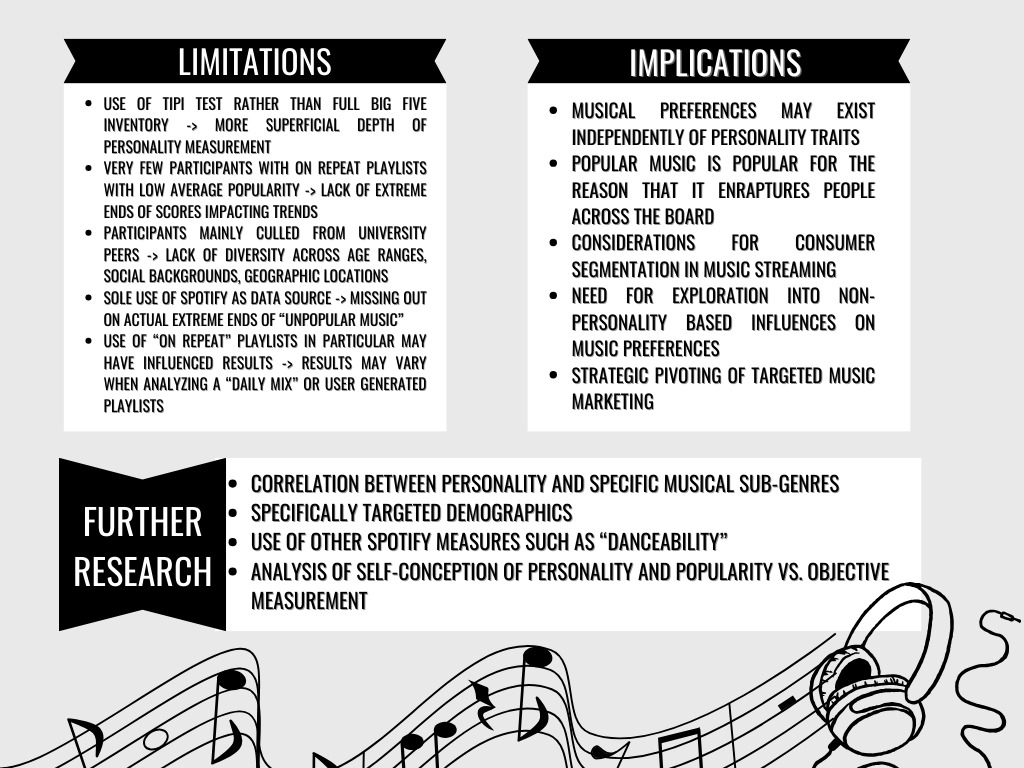 LIMITATIONS
• USE OF TIPI TEST RATHER THAN FULL BIG FIVE
INVENTORY -> MORE SUPERFICIAL DEPTH OF
PERSONALITY MEASUREMENT
• VERY FEW PARTICIPANTS WITH ON REPEAT PLAYLISTS
WITH LOW AVERAGE POPULARITY -> LACK OF EXTREME
ENDS OF SCORES IMPACTING TRENDS
• PARTICIPANTS MAINLY CULLED FROM UNIVERSITY
PEERS -> LACK OF DIVERSITY ACROSS AGE RANGES,
SOCIAL BACKGROUNDS, GEOGRAPHIC LOCATIONS
• SOLE USE OF SPOTIFY AS DATA SOURCE -> MISSING OUT
ON ACTUAL EXTREME ENDS OF “UNPOPULAR MUSIC”
• USE OF “ON REPEAT” PLAYLISTS IN PARTICULAR MAY
HAVE INFLUENCED RESULTS -> RESULTS MAY VARY
WHEN ANALYZING A “DAILY MIX” OR USER GENERATED
PLAYLISTS
IMPLICATIONS
• MUSICAL PREFERENCES MAY EXIST
INDEPENDENTLY OF PERSONALITY TRAITS
• POPULAR MUSIC IS POPULAR FOR THE
REASON THAT IT ENRAPTURES PEOPLE
ACROSS THE BOARD
• CONSIDERATIONS FOR CONSUMER
SEGMENTATION IN MUSIC STREAMING
• NEED FOR EXPLORATION INTO NON-
PERSONALITY BASED INFLUENCES ON
MUSIC PREFERENCES
• STRATEGIC PIVOTING OF TARGETED MUSIC
MARKETING
FURTHER
RESEARCH
• CORRELATION BETWEEN PERSONALITY AND SPECIFIC MUSICAL SUB-GENRES
• SPECIFICALLY TARGETED DEMOGRAPHICS
• USE OF OTHER SPOTIFY MEASURES SUCH AS “DANCEABILITY”
• ANALYSIS OF SELF-CONCEPTION OF PERSONALITY AND POPULARITY VS. OBJECTIVE
MEASUREMENT